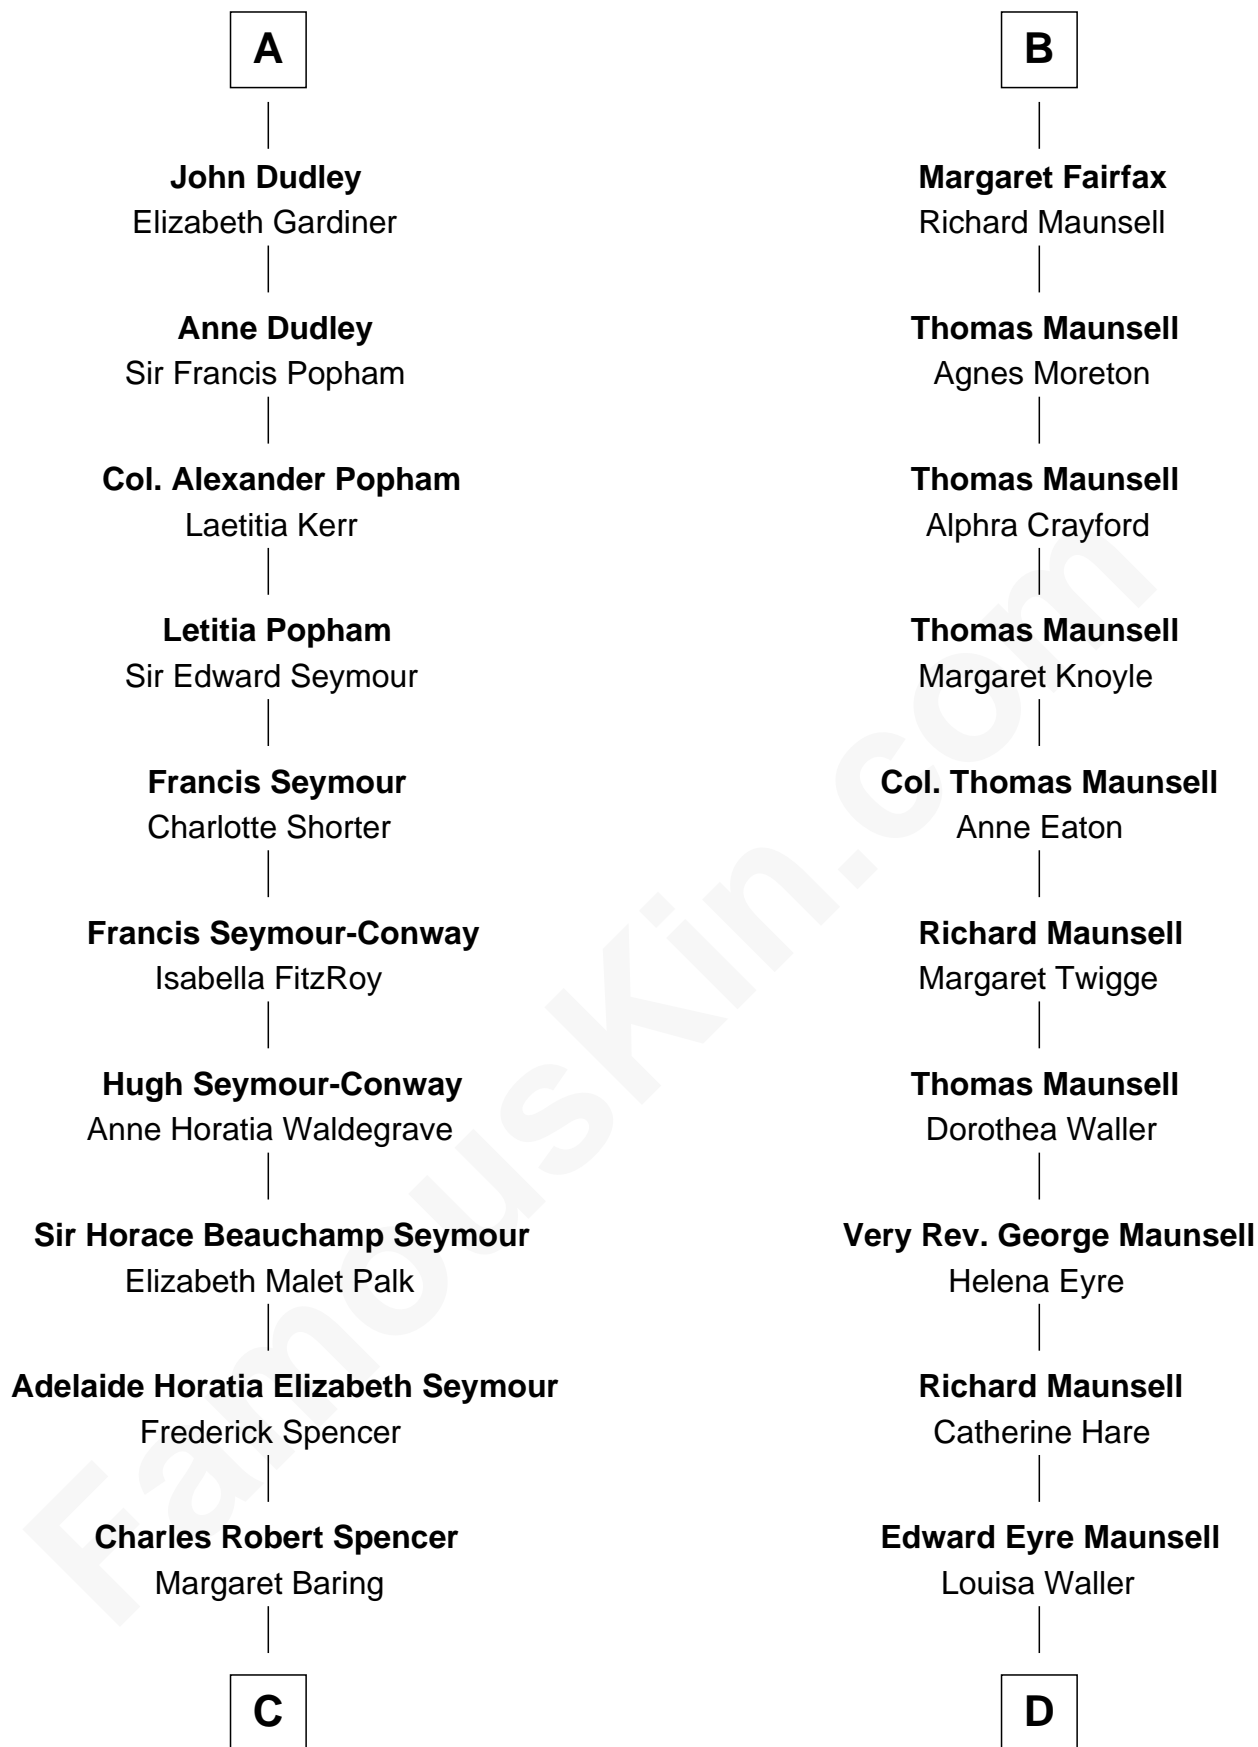 A
John Dudley
Elizabeth Gardiner
Anne Dudley
Sir Francis Popham
Col. Alexander Popham
Laetitia Kerr
Letitia Popham
Sir Edward Seymour
Francis Seymour
Charlotte Shorter
Francis Seymour-Conway
Isabella FitzRoy
Hugh Seymour-Conway
Anne Horatia Waldegrave
Sir Horace Beauchamp Seymour
Elizabeth Malet Palk
Adelaide Horatia Elizabeth Seymour
Frederick Spencer
Charles Robert Spencer
Margaret Baring
C
B
Margaret Fairfax
Richard Maunsell
Thomas Maunsell
Agnes Moreton
Thomas Maunsell
Alphra Crayford
Thomas Maunsell
Margaret Knoyle
Col. Thomas Maunsell
Anne Eaton
Richard Maunsell
Margaret Twigge
Thomas Maunsell
Dorothea Waller
Very Rev. George Maunsell
Helena Eyre
Richard Maunsell
Catherine Hare
Edward Eyre Maunsell
Louisa Waller
D
FamousKin.com